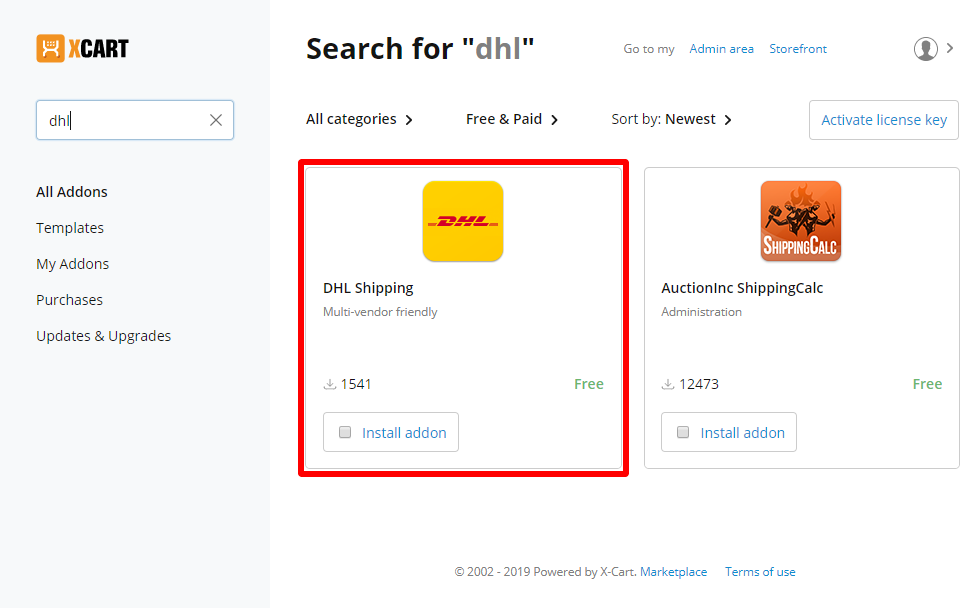 XCART
dhl
All Addons
Templates
My Addons
Purchases
Updates & Upgrades
Search for "dhl"
Go to my Admin area Storefront
All categories Free & Paid Sort by: Newest Activate license key
DHL
DHL Shipping
Multi-vendor friendly
1541 Free
Install addon
SHIPPINGCALC
AuctionInc ShippingCalc
Administration
12473 Free
Install addon
© 2002 - 2019 Powered by X-Cart. Marketplace Terms of use